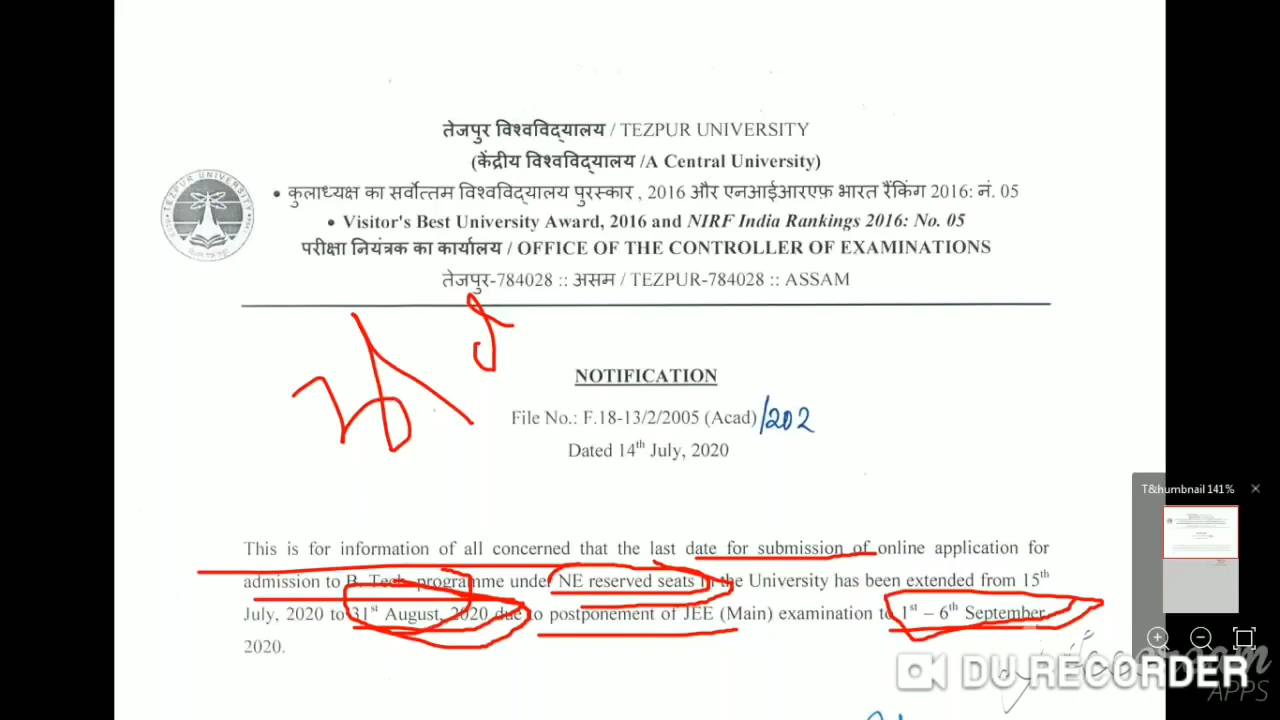 तेजपुर विश्वविद्यालय / TEZPUR UNIVERSITY
(केंद्रीय विश्वविद्यालय /A Central University)
• कुलाध्यक्ष का सर्वोत्तम विश्वविद्यालय पुरस्कार , 2016 और एनआईआरएफ़ भारत रैंकिंग 2016: नं. 05
• Visitor's Best University Award, 2016 and NIRF India Rankings 2016: No. 05
परीक्षा नियंत्रक का कार्यालय / OFFICE OF THE CONTROLLER OF EXAMINATIONS
तेजपुर-784028 :: असम / TEZPUR-784028 :: ASSAM
TEZPUR UNIVERSITY
NOTIFICATION
File No.: F.18-13/2/2005 (Acad)/202
Dated 14th July, 2020
T&humbnail 141%
This is for information of all concerned that the last date for submission of online application for
admission to B. Tech. programme under NE reserved seats in the University has been extended from 15th
July, 2020 to 31st August, 2020 due to postponement of JEE (Main) examination to 1st – 6th September,
2020.
DU RECORDER
APPS